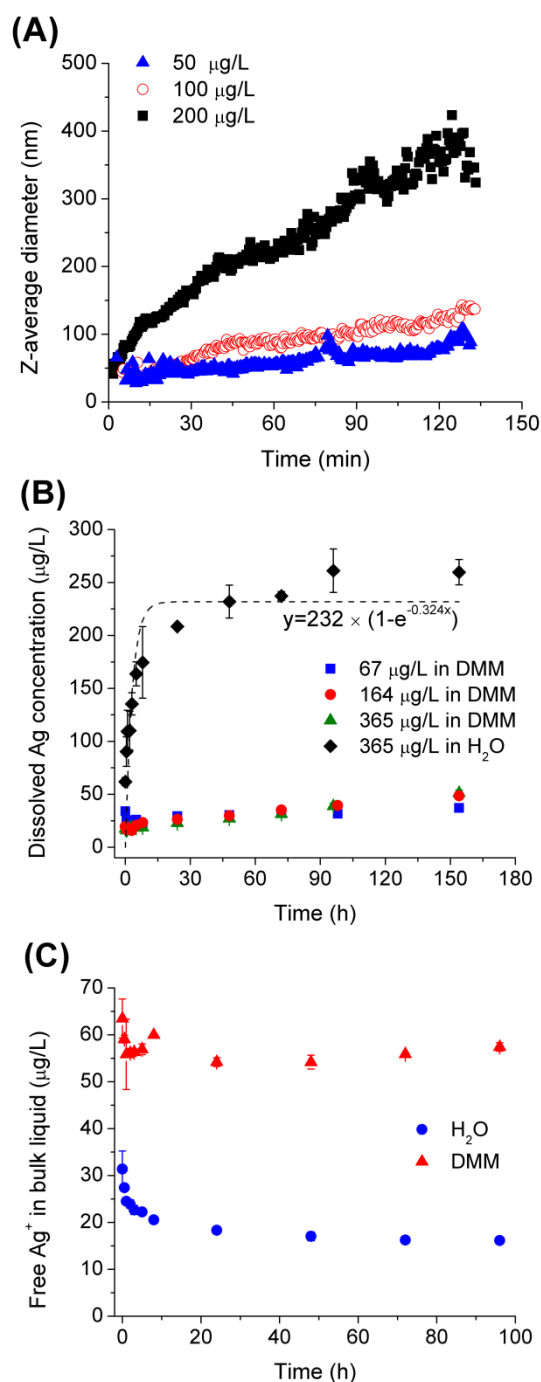 (A)
50 μg/L
100 μg/L
200 μg/L
500
400
300
200
100
0
Z-average diameter (nm)
0 30 60 90 120 150
Time (min)
(B)
300
250
200
150
100
50
0
Dissolved Ag concentration (μg/L)
y=232 × (1-e^-0.324x)
67 μg/L in DMM
164 μg/L in DMM
365 μg/L in DMM
365 μg/L in H₂O
0 30 60 90 120 150 180
Time (h)
(C)
70
60
50
40
30
20
10
0
Free Ag⁺ in bulk liquid (μg/L)
H₂O
DMM
0 20 40 60 80 100
Time (h)